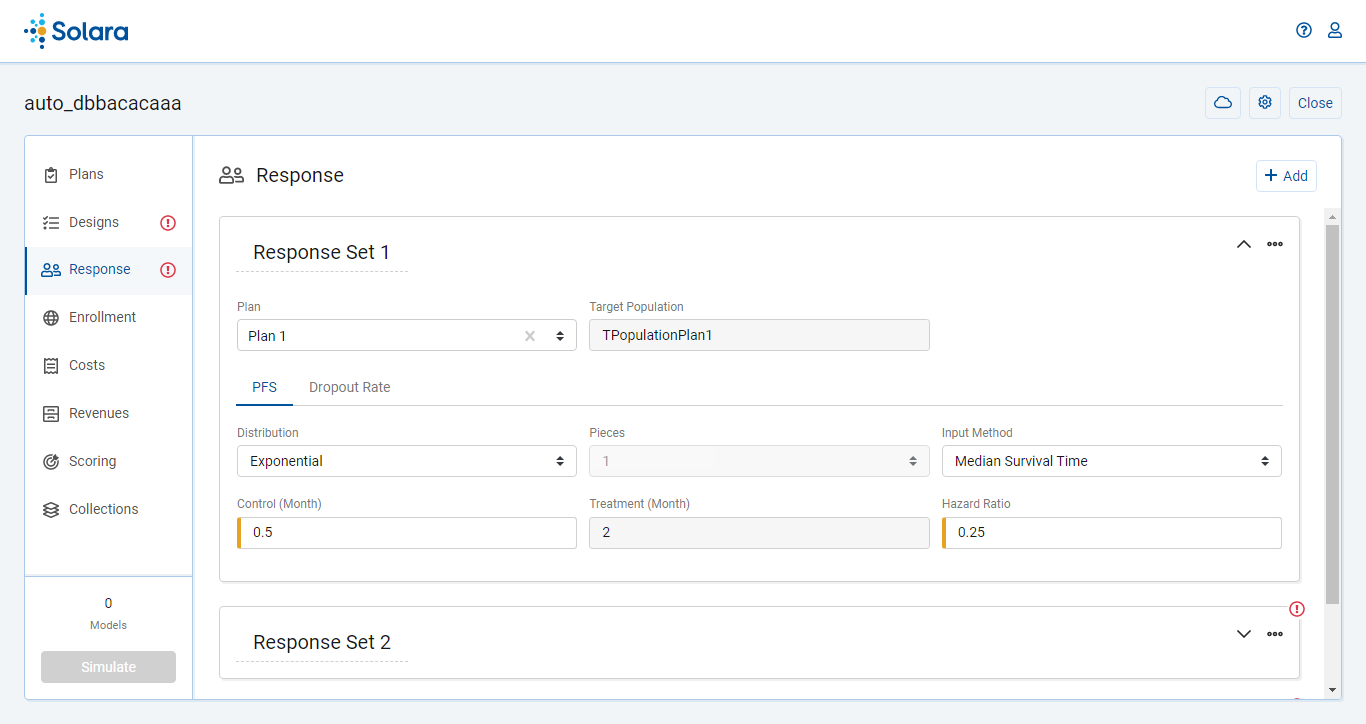 Solara
auto_dbbacacaaa
Close
Plans
Designs
Response
Enrollment
Costs
Revenues
Scoring
Collections
0
Models
Simulate
Response
Add
Response Set 1
Plan
Target Population
Plan 1
TPopulationPlan1
PFS
Dropout Rate
Distribution
Pieces
Input Method
Exponential
1
Median Survival Time
Control (Month)
Treatment (Month)
Hazard Ratio
0.5
2
0.25
Response Set 2